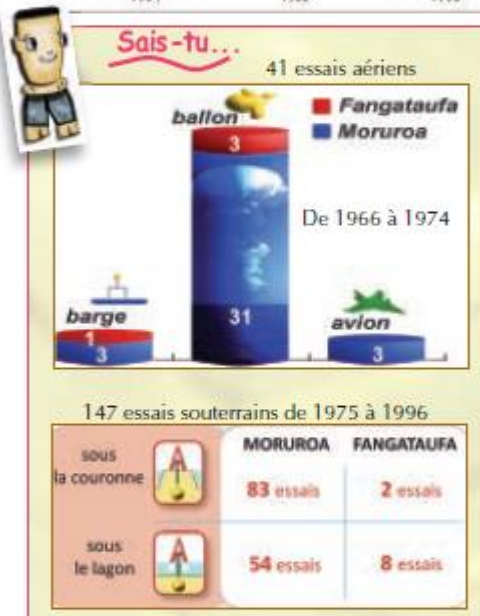 Sais-tu...
41 essais aériens
ballon
Fangataufa
Moruroa
3
De 1966 à 1974
barge
31
avion
1
3
3
147 essais souterrains de 1975 à 1996
MORUROA FANGATAUFA
sous
la couronne
83 essais 2 essais
sous
le lagon
54 essais 8 essais